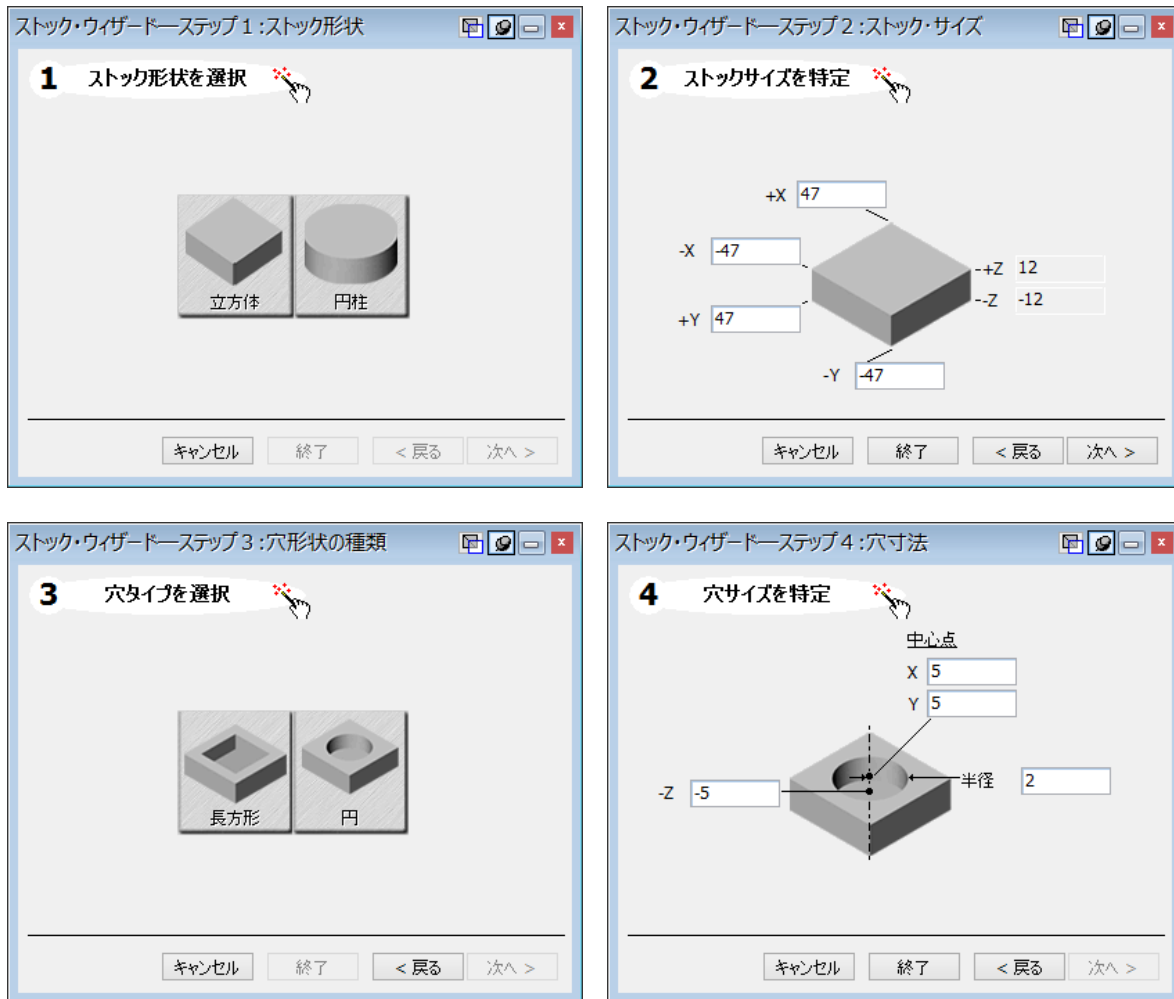 ストック・ウィザード―ステップ1:ストック形状
1 ストック形状を選択
立方体 円柱
キャンセル 終了 < 戻る 次へ >
ストック・ウィザード―ステップ2:ストック・サイズ
2 ストックサイズを特定
+X 47
-X -47
+Z 12
--Z -12
+Y 47
-Y -47
キャンセル 終了 < 戻る 次へ >
ストック・ウィザード―ステップ3:穴形状の種類
3 穴タイプを選択
長方形 円
キャンセル 終了 < 戻る 次へ >
ストック・ウィザード―ステップ4:穴寸法
4 穴サイズを特定
中心点
X 5
Y 5
-Z -5
半径 2
キャンセル 終了 < 戻る 次へ >